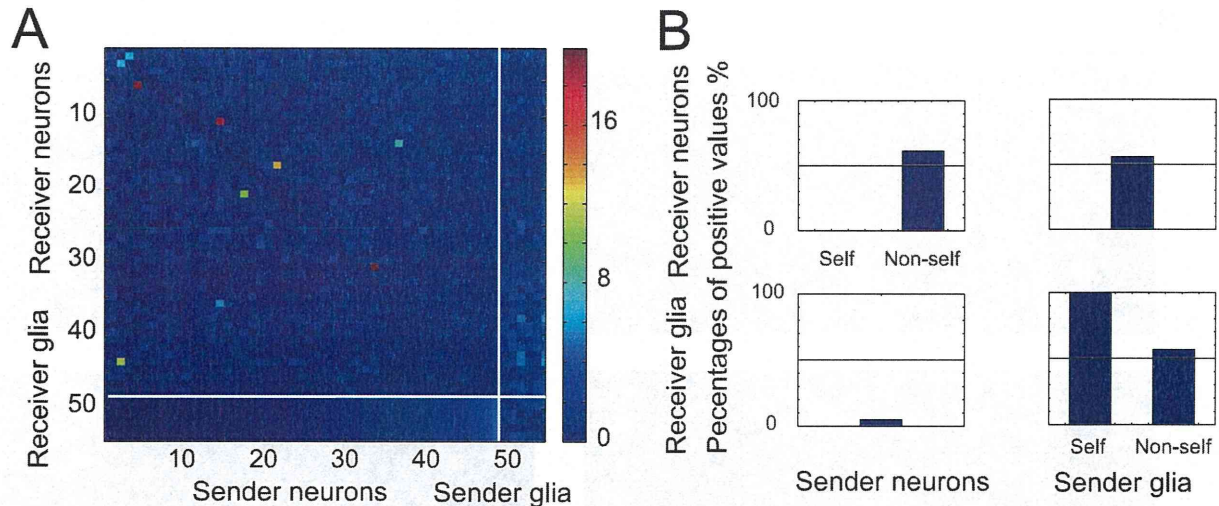 A
B
Receiver neurons
Receiver glia
10
20
30
40
50
10
20
30
40
50
Sender neurons
Sender glia
16
8
0
Receiver neurons
Receiver glia
Pecentages of positive values %
100
0
Self
Non-self
100
0
Self
Non-self
Sender neurons
Sender glia